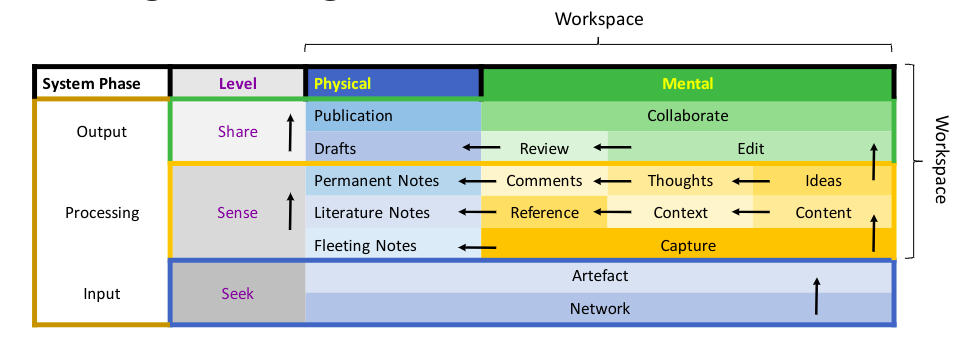 Workspace
System Phase Level Physical Mental
Output Share Publication Collaborate
Drafts Review Edit
Processing Sense Permanent Notes Comments Thoughts Ideas
Literature Notes Reference Context Content
Fleeting Notes Capture
Input Seek Artefact
Network
Workspace